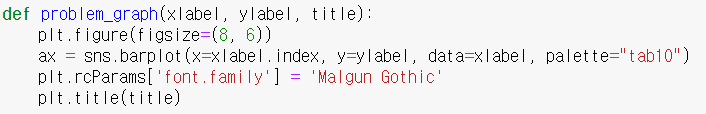 def problem_graph(xlabel, ylabel, title):
    plt.figure(figsize=(8, 6))
    ax = sns.barplot(x=xlabel.index, y=ylabel, data=xlabel, palette="tab10")
    plt.rcParams['font.family'] = 'Malgun Gothic'
    plt.title(title)